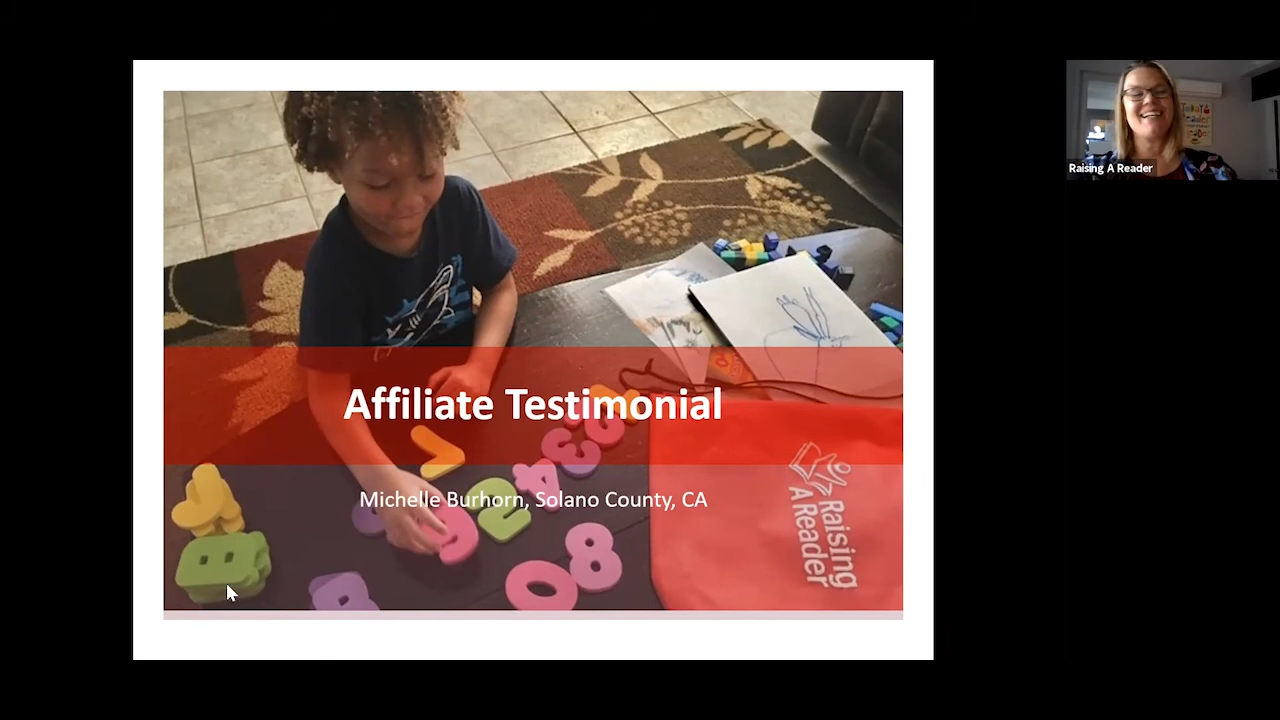 Affiliate Testimonial
Michelle Burhorn, Solano County, CA
Raising
A Reader
Raising A Reader